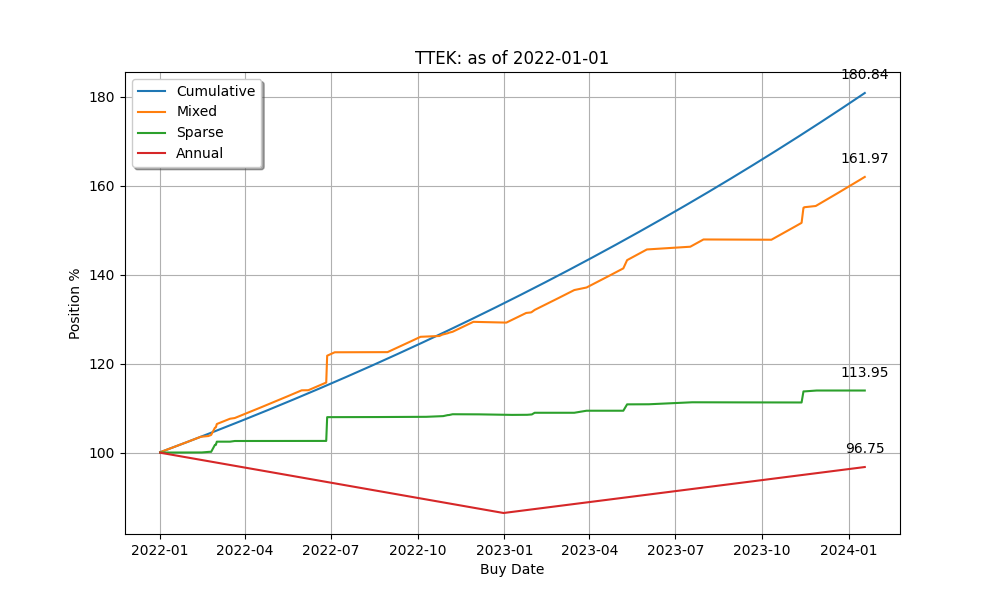 TTEK: as of 2022-01-01
180.84
180
Cumulative
Mixed
Sparse
Annual
161.97
160
140
120
113.95
100
96.75
Position %
2022-01 2022-04 2022-07 2022-10 2023-01 2023-04 2023-07 2023-10 2024-01
Buy Date